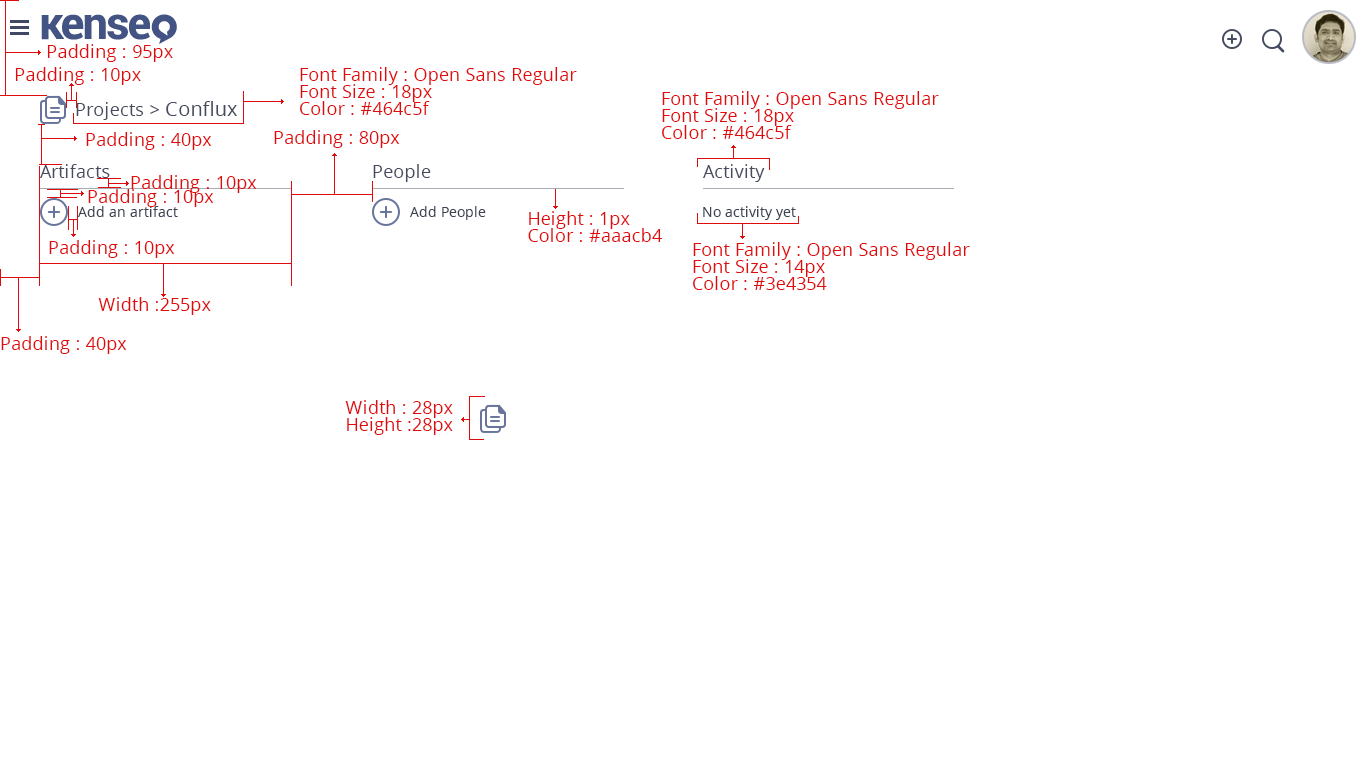 Kenseo
Padding : 95px
Padding : 10px
Font Family : Open Sans Regular
Font Size : 18px
Color : #464c5f
Projects > Conflux
Padding : 40px
Padding : 80px
Font Family : Open Sans Regular
Font Size : 18px
Color : #464c5f
Artifacts
People
Activity
Padding : 10px
Padding : 10px
Add an artifact
Add People
No activity yet
Padding : 10px
Height : 1px
Color : #aaacb4
Font Family : Open Sans Regular
Font Size : 14px
Color : #3e4354
Width :255px
Padding : 40px
Width : 28px
Height :28px